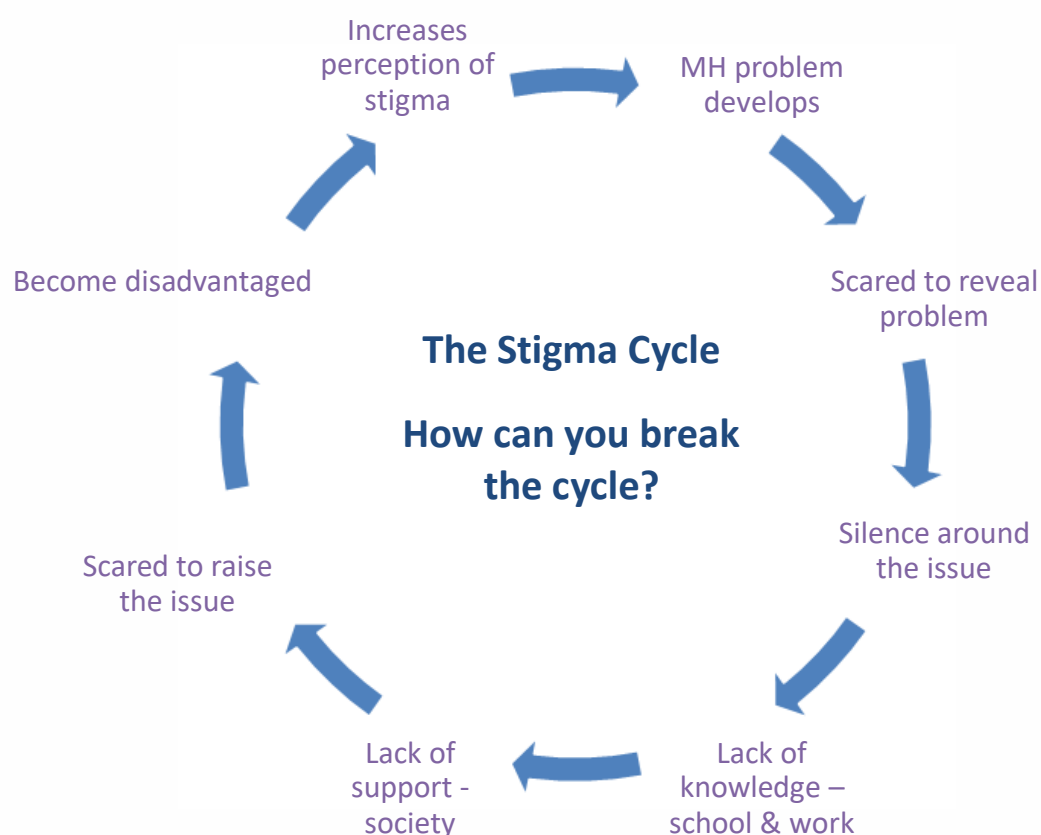 Increases
perception of
stigma
MH problem
develops
Scared to reveal
problem
Silence around
the issue
Lack of
knowledge –
school & work
Lack of
support -
society
Scared to raise
the issue
Become disadvantaged
The Stigma Cycle
How can you break
the cycle?